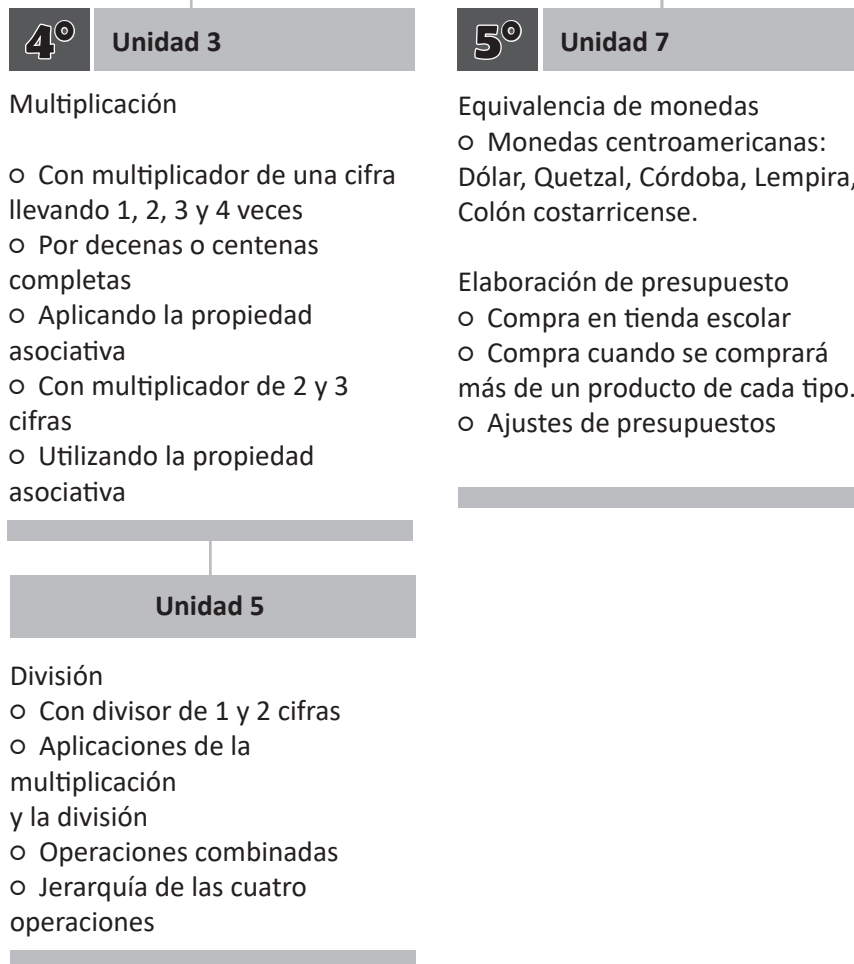 4º Unidad 3
Multiplicación
○ Con multiplicador de una cifra
llevando 1, 2, 3 y 4 veces
○ Por decenas o centenas
completas
○ Aplicando la propiedad
asociativa
○ Con multiplicador de 2 y 3
cifras
○ Utilizando la propiedad
asociativa
Unidad 5
División
○ Con divisor de 1 y 2 cifras
○ Aplicaciones de la
multiplicación
y la división
○ Operaciones combinadas
○ Jerarquía de las cuatro
operaciones
5º Unidad 7
Equivalencia de monedas
○ Monedas centroamericanas:
Dólar, Quetzal, Córdoba, Lempira,
Colón costarricense.
Elaboración de presupuesto
○ Compra en tienda escolar
○ Compra cuando se comprará
más de un producto de cada tipo.
○ Ajustes de presupuestos